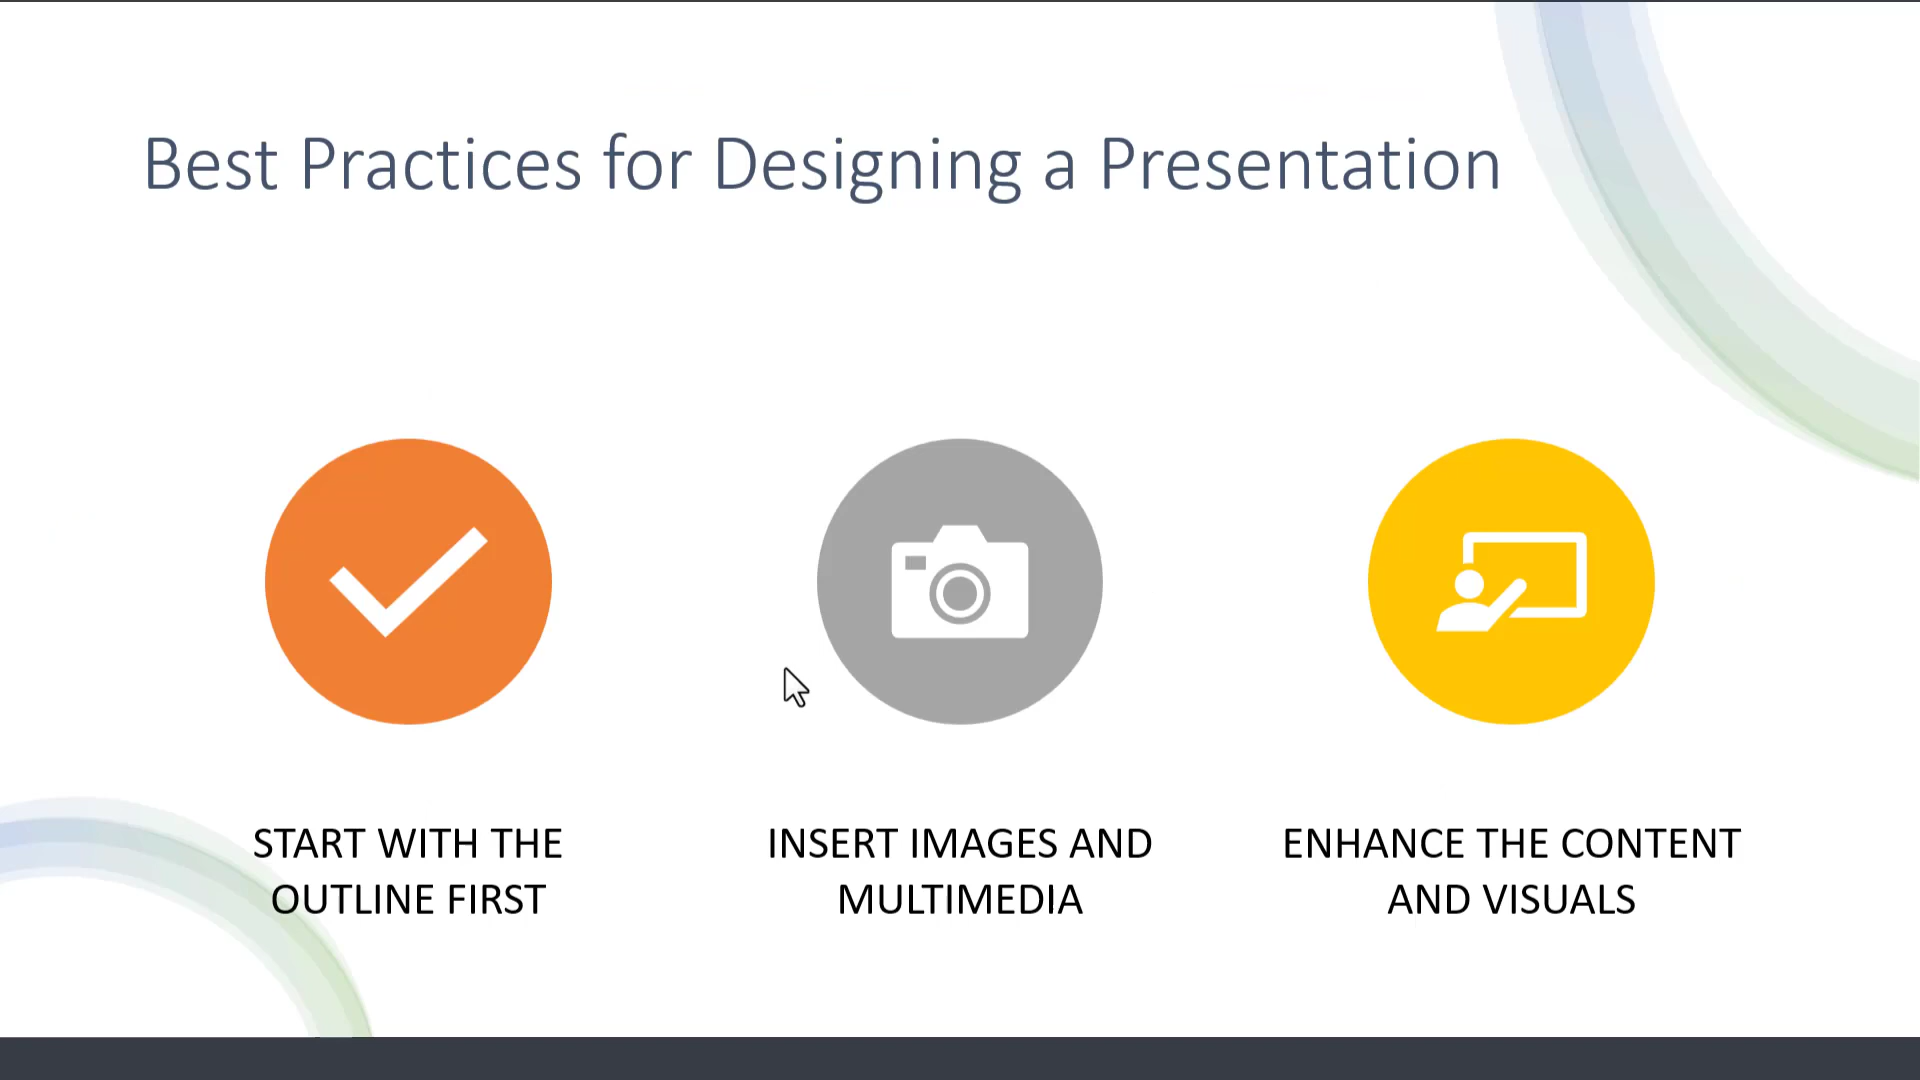 Best Practices for Designing a Presentation
START WITH THE
OUTLINE FIRST
INSERT IMAGES AND
MULTIMEDIA
ENHANCE THE CONTENT
AND VISUALS